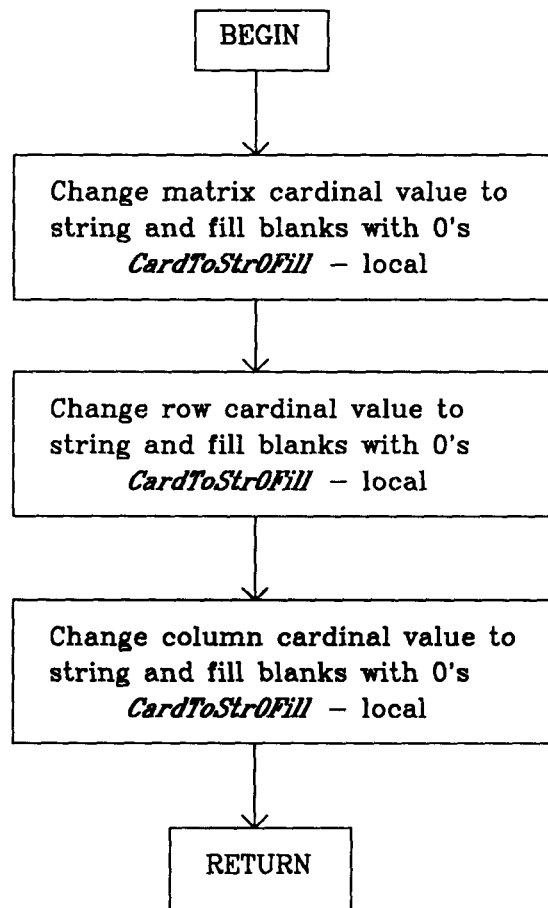 BEGIN
Change matrix cardinal value to
string and fill blanks with 0's
CardToStr0Fill – local
Change row cardinal value to
string and fill blanks with 0's
CardToStr0Fill – local
Change column cardinal value to
string and fill blanks with 0's
CardToStr0Fill – local
RETURN